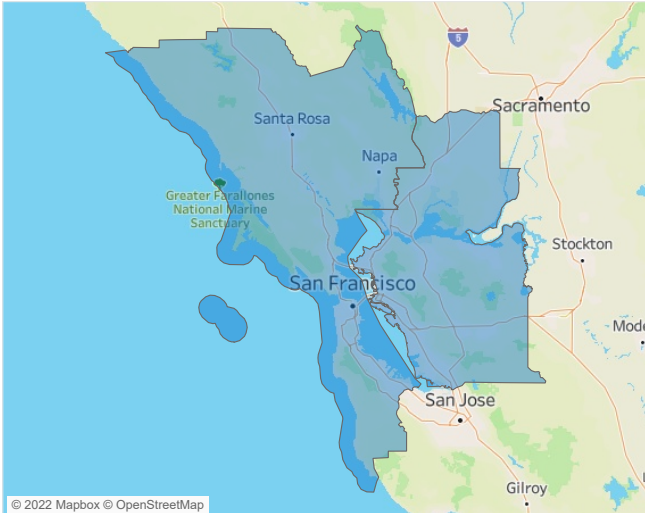 5
Sacramento
Santa Rosa
Napa
Greater Farallones
National Marine
Sanctuary
Stockton
San Francisco
Mode
San Jose
Gilroy
© 2022 Mapbox © OpenStreetMap